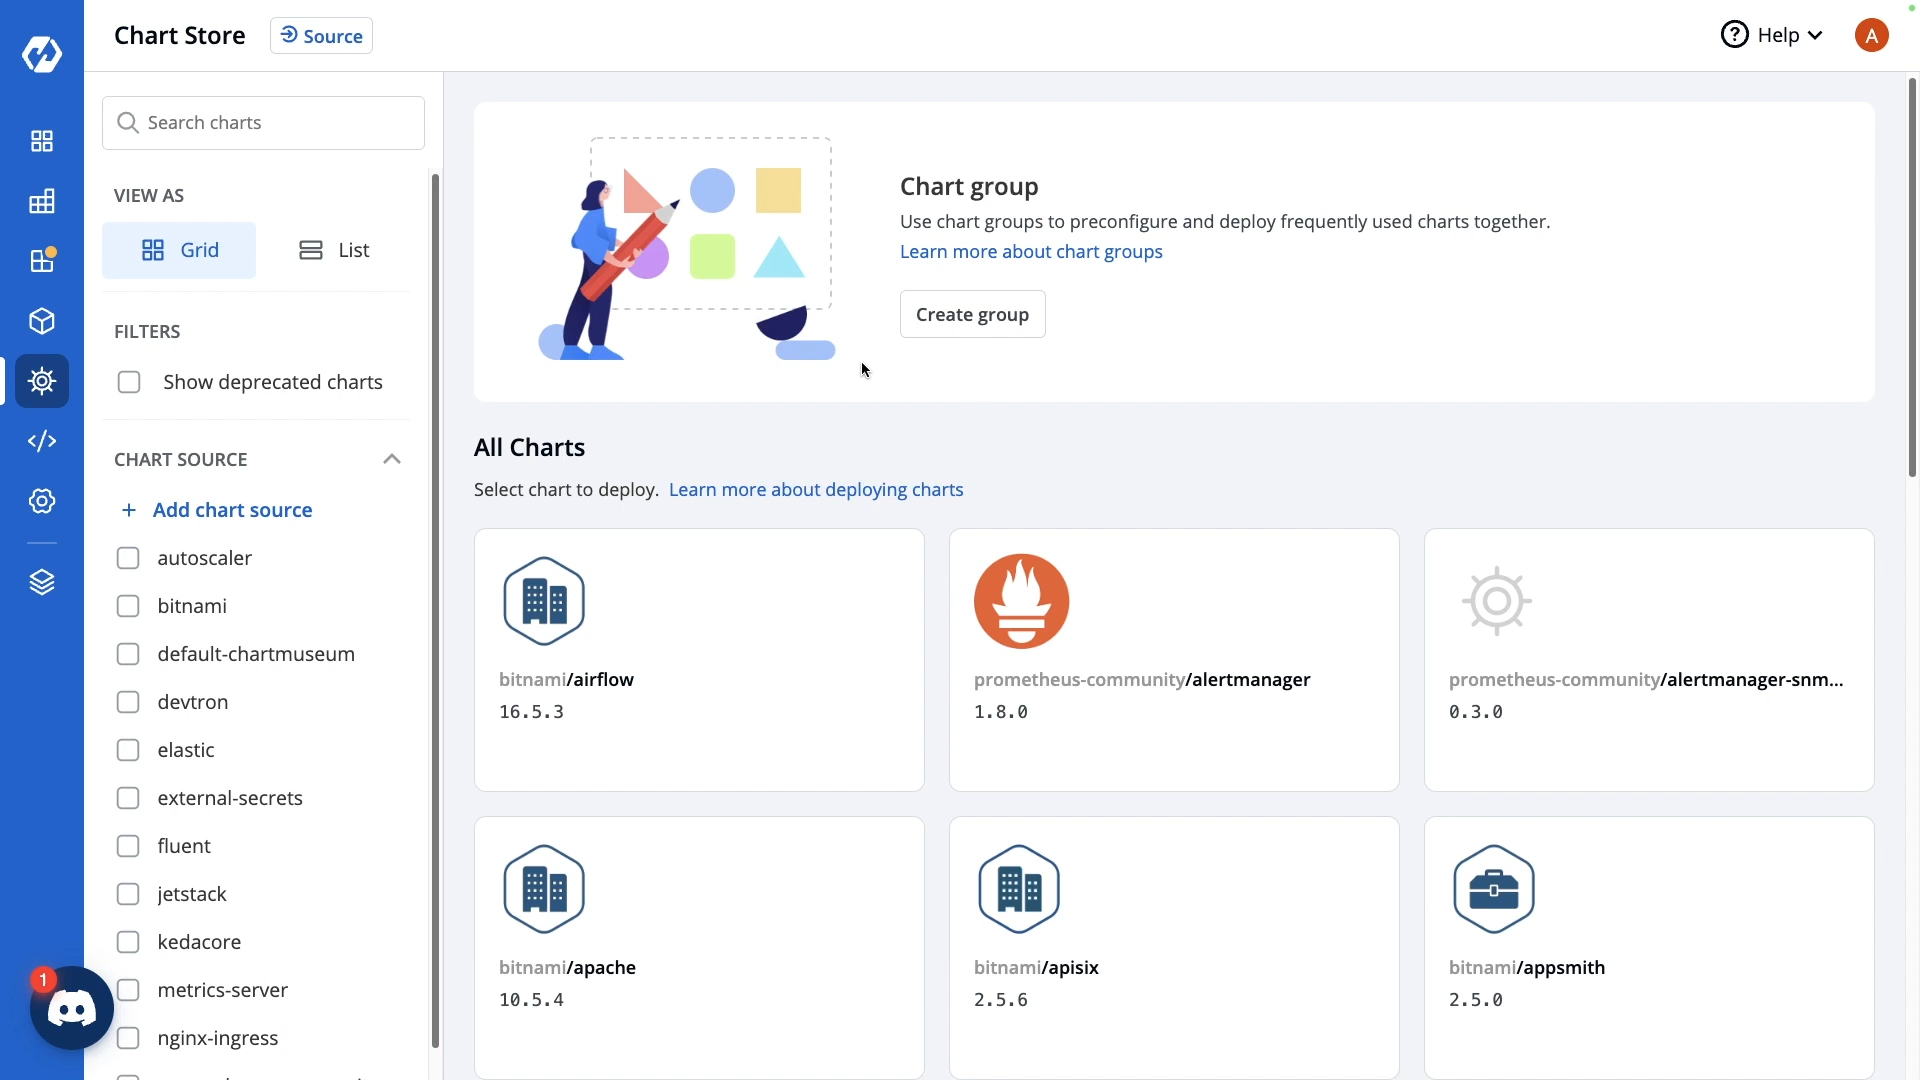 Chart Store
Source
Help
A
Search charts
VIEW AS
Grid
List
FILTERS
Show deprecated charts
CHART SOURCE
+ Add chart source
autoscaler
bitnami
default-chartmuseum
devtron
elastic
external-secrets
fluent
jetstack
kedacore
metrics-server
nginx-ingress
1
Chart group
Use chart groups to preconfigure and deploy frequently used charts together.
Learn more about chart groups
Create group
All Charts
Select chart to deploy. Learn more about deploying charts
bitnami/airflow
16.5.3
prometheus-community/alertmanager
1.8.0
prometheus-community/alertmanager-snm...
0.3.0
bitnami/apache
10.5.4
bitnami/apisix
2.5.6
bitnami/appsmith
2.5.0